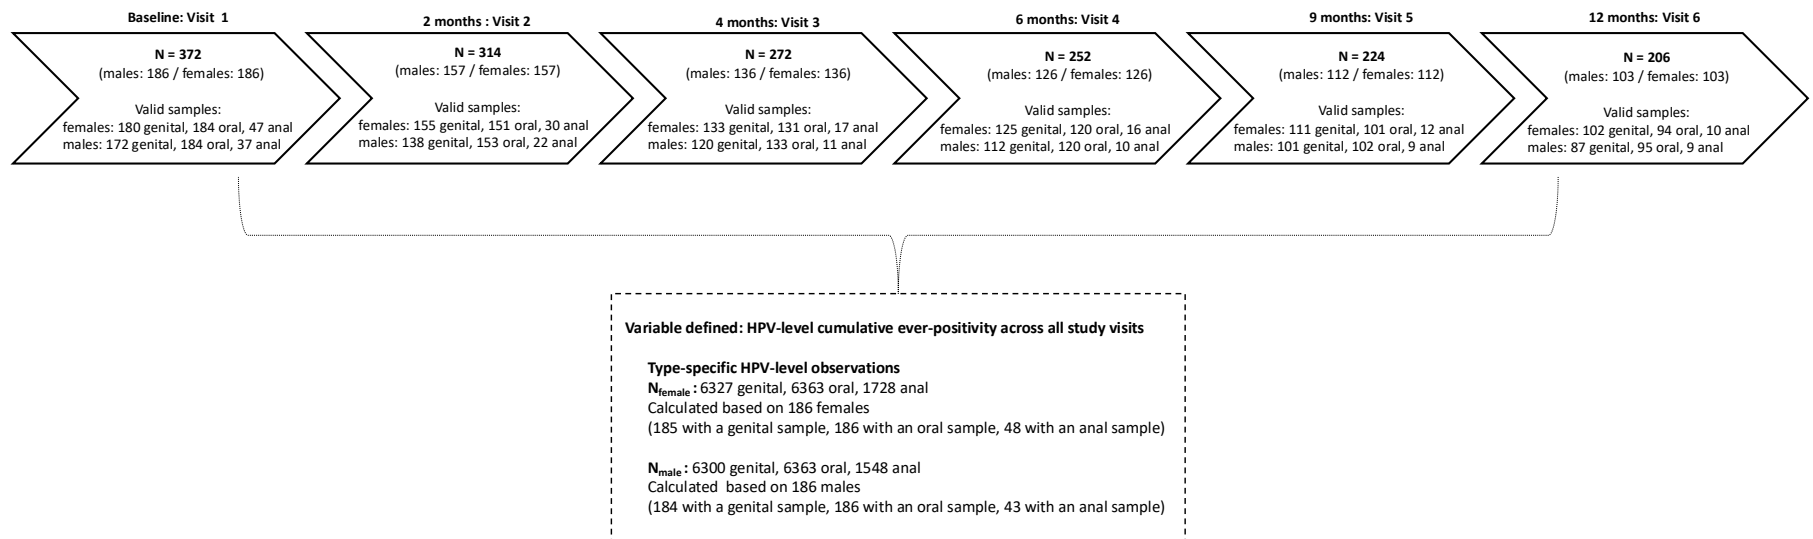 Baseline: Visit 1
N = 372
(males: 186 / females: 186)
Valid samples:
females: 180 genital, 184 oral, 47 anal
males: 172 genital, 184 oral, 37 anal
2 months : Visit 2
N = 314
(males: 157 / females: 157)
Valid samples:
females: 155 genital, 151 oral, 30 anal
males: 138 genital, 153 oral, 22 anal
4 months: Visit 3
N = 272
(males: 136 / females: 136)
Valid samples:
females: 133 genital, 131 oral, 17 anal
males: 120 genital, 133 oral, 11 anal
6 months: Visit 4
N = 252
(males: 126 / females: 126)
Valid samples:
females: 125 genital, 120 oral, 16 anal
males: 112 genital, 120 oral, 10 anal
9 months: Visit 5
N = 224
(males: 112 / females: 112)
Valid samples:
females: 111 genital, 101 oral, 12 anal
males: 101 genital, 102 oral, 9 anal
12 months: Visit 6
N = 206
(males: 103 / females: 103)
Valid samples:
females: 102 genital, 94 oral, 10 anal
males: 87 genital, 95 oral, 9 anal
Variable defined: HPV-level cumulative ever-positivity across all study visits
Type-specific HPV-level observations
Nfemale : 6327 genital, 6363 oral, 1728 anal
Calculated based on 186 females
(185 with a genital sample, 186 with an oral sample, 48 with an anal sample)
Nmale : 6300 genital, 6363 oral, 1548 anal
Calculated based on 186 males
(184 with a genital sample, 186 with an oral sample, 43 with an anal sample)